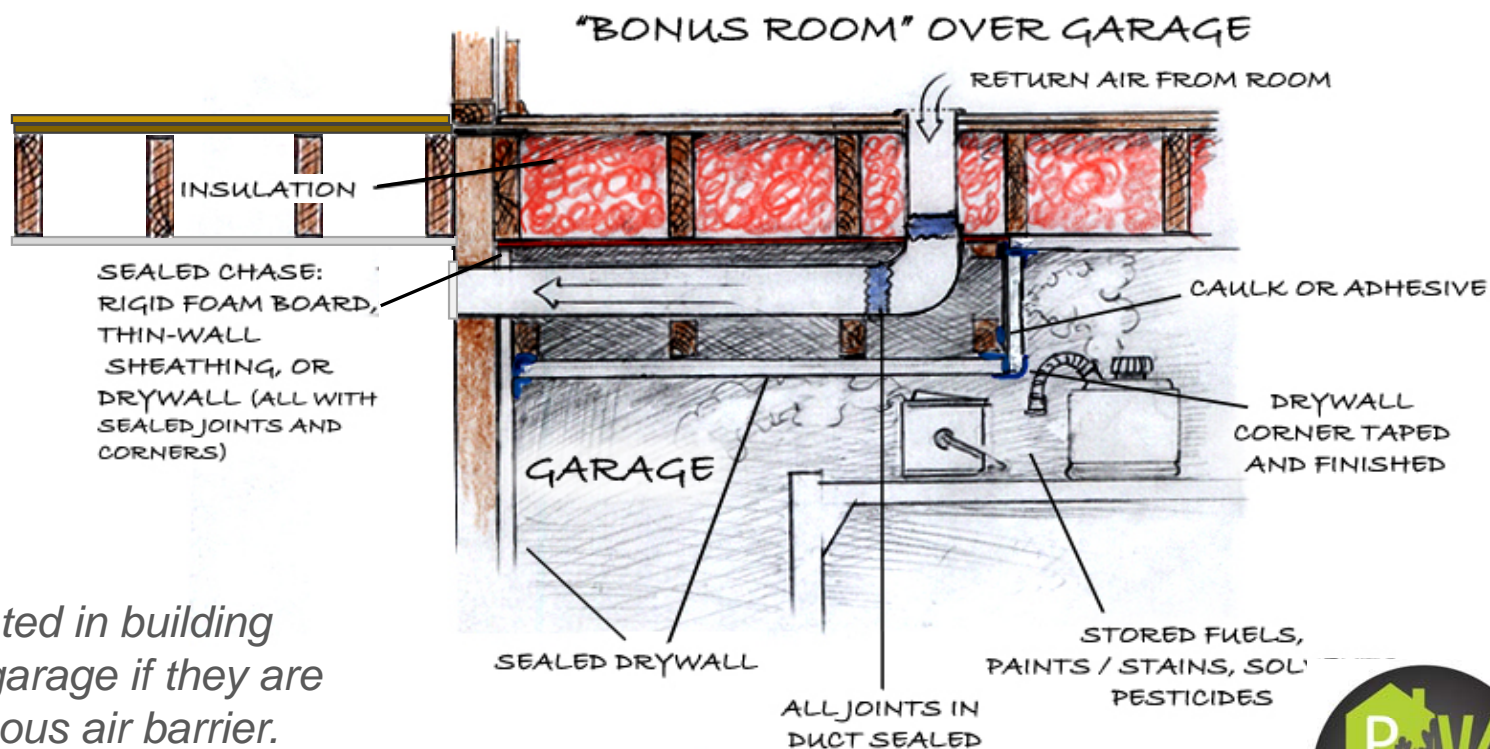 "BONUS ROOM" OVER GARAGE
RETURN AIR FROM ROOM
INSULATION
SEALED CHASE:
RIGID FOAM BOARD,
THIN-WALL
SHEATHING, OR
DRYWALL (ALL WITH
SEALED JOINTS AND
CORNERS)
CAULK OR ADHESIVE
DRYWALL
CORNER TAPED
AND FINISHED
GARAGE
SEALED DRYWALL
STORED FUELS,
PAINTS / STAINS,
PESTICIDES
ALL JOINTS IN
DUCT SEALED
in building
garage if they are
air barrier.